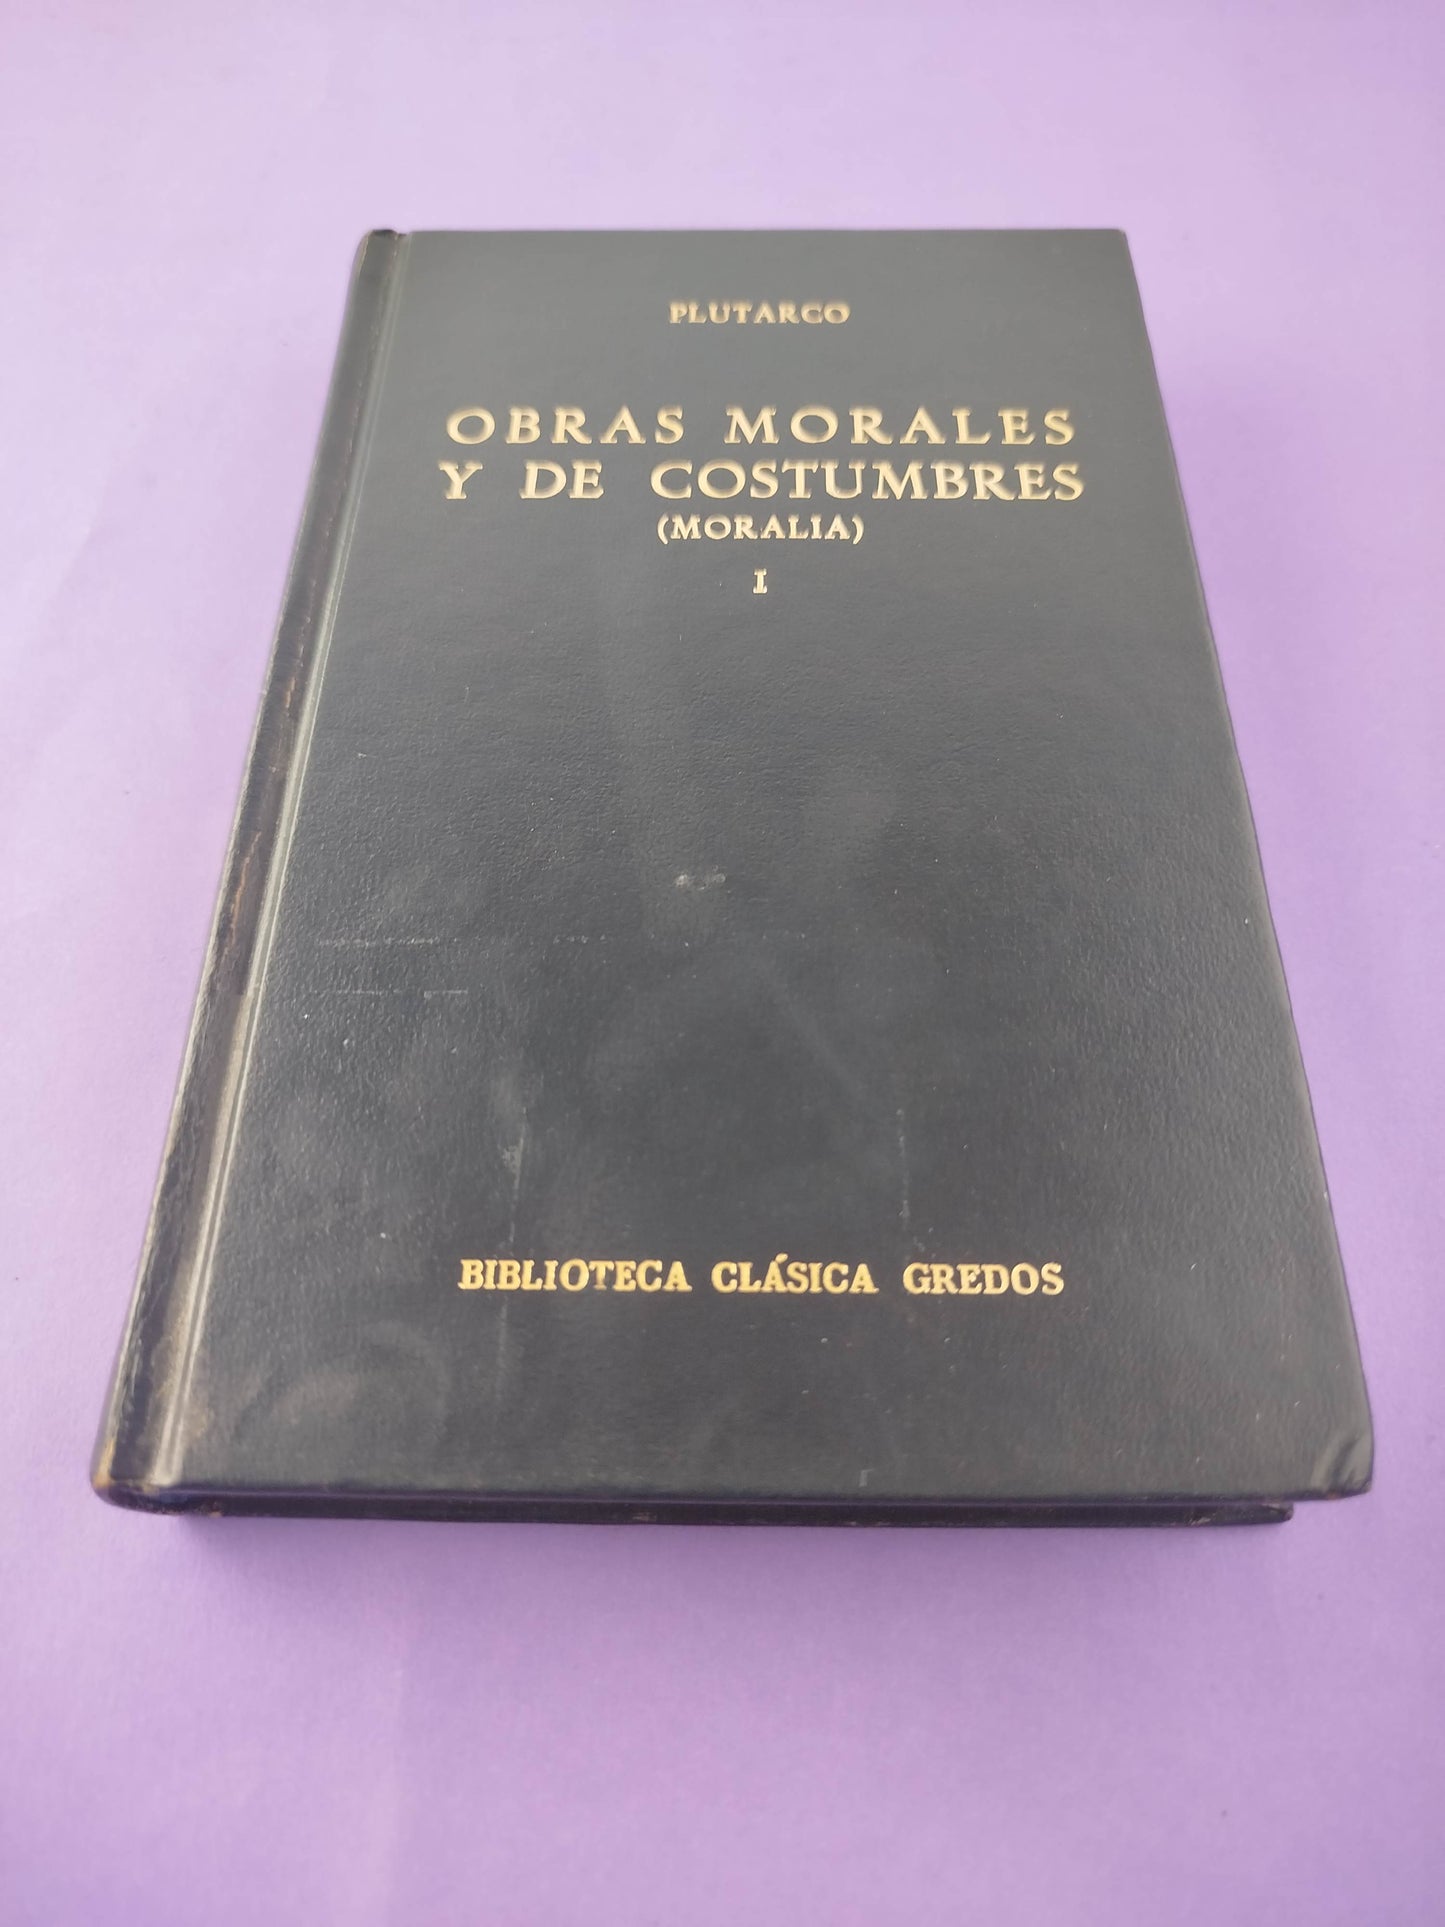 PLUTARCO
OBRAS MORALES
Y DE COSTUMBRES
(MORALIA)
I
BIBLIOTECA CLÁSICA GREDOS